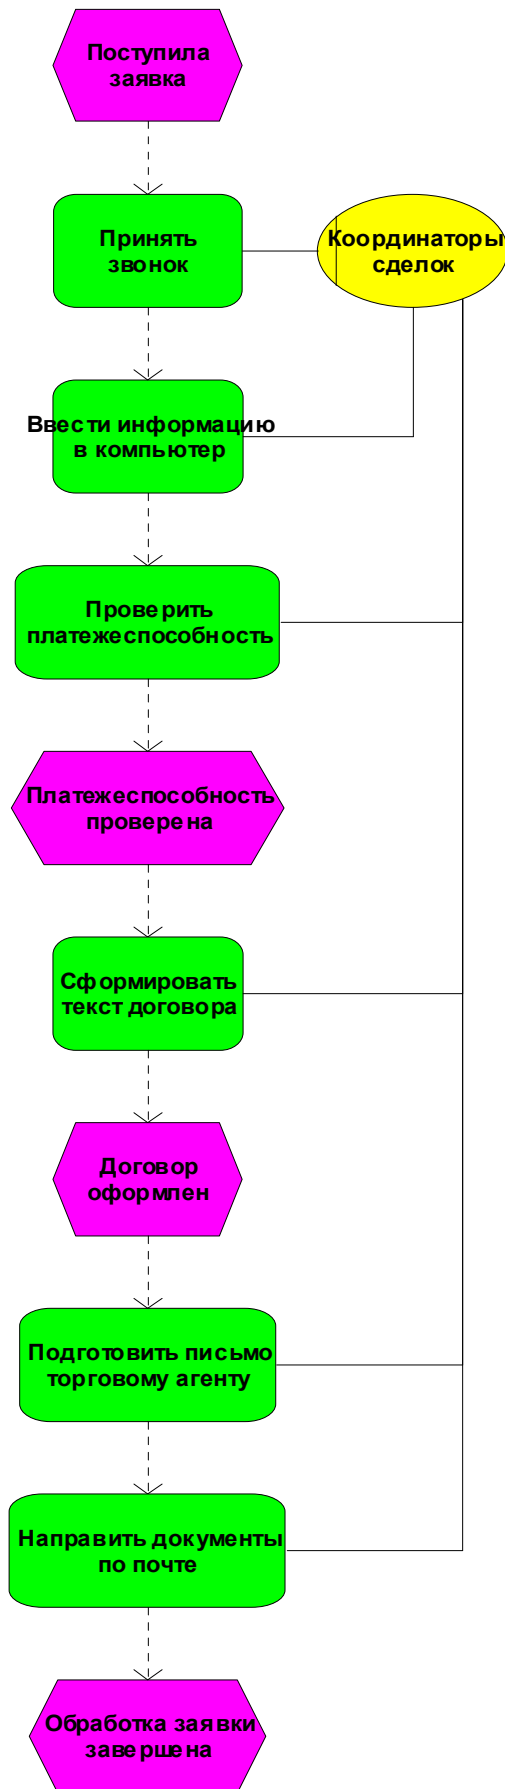 Поступила
заявка
Принять
звонок
Координаторы
сделок
Ввести информацию
в компьютер
Проверить
платежеспособность
Платежеспособность
проверена
Сформировать
текст договора
Договор
оформлен
Подготовить письмо
торговому агенту
Направить документы
по почте
Обработка заявки
завершена